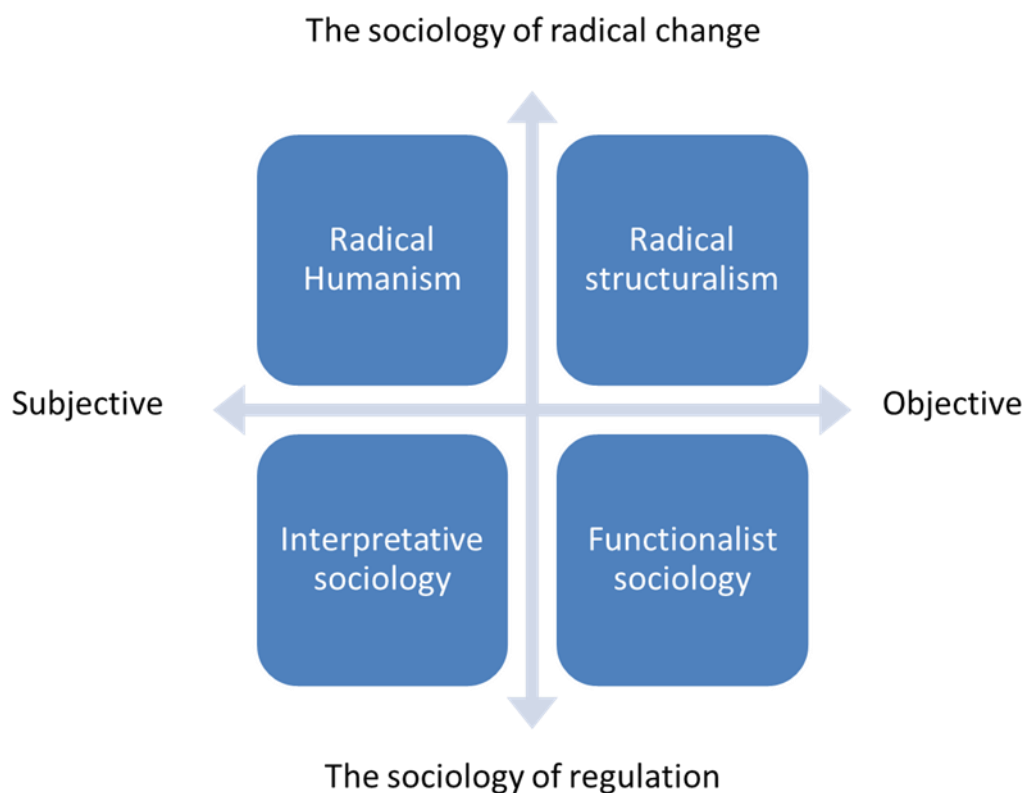 The sociology of radical change
Radical
Humanism
Radical
structuralism
Subjective
Objective
Interpretative
sociology
Functionalist
sociology
The sociology of regulation